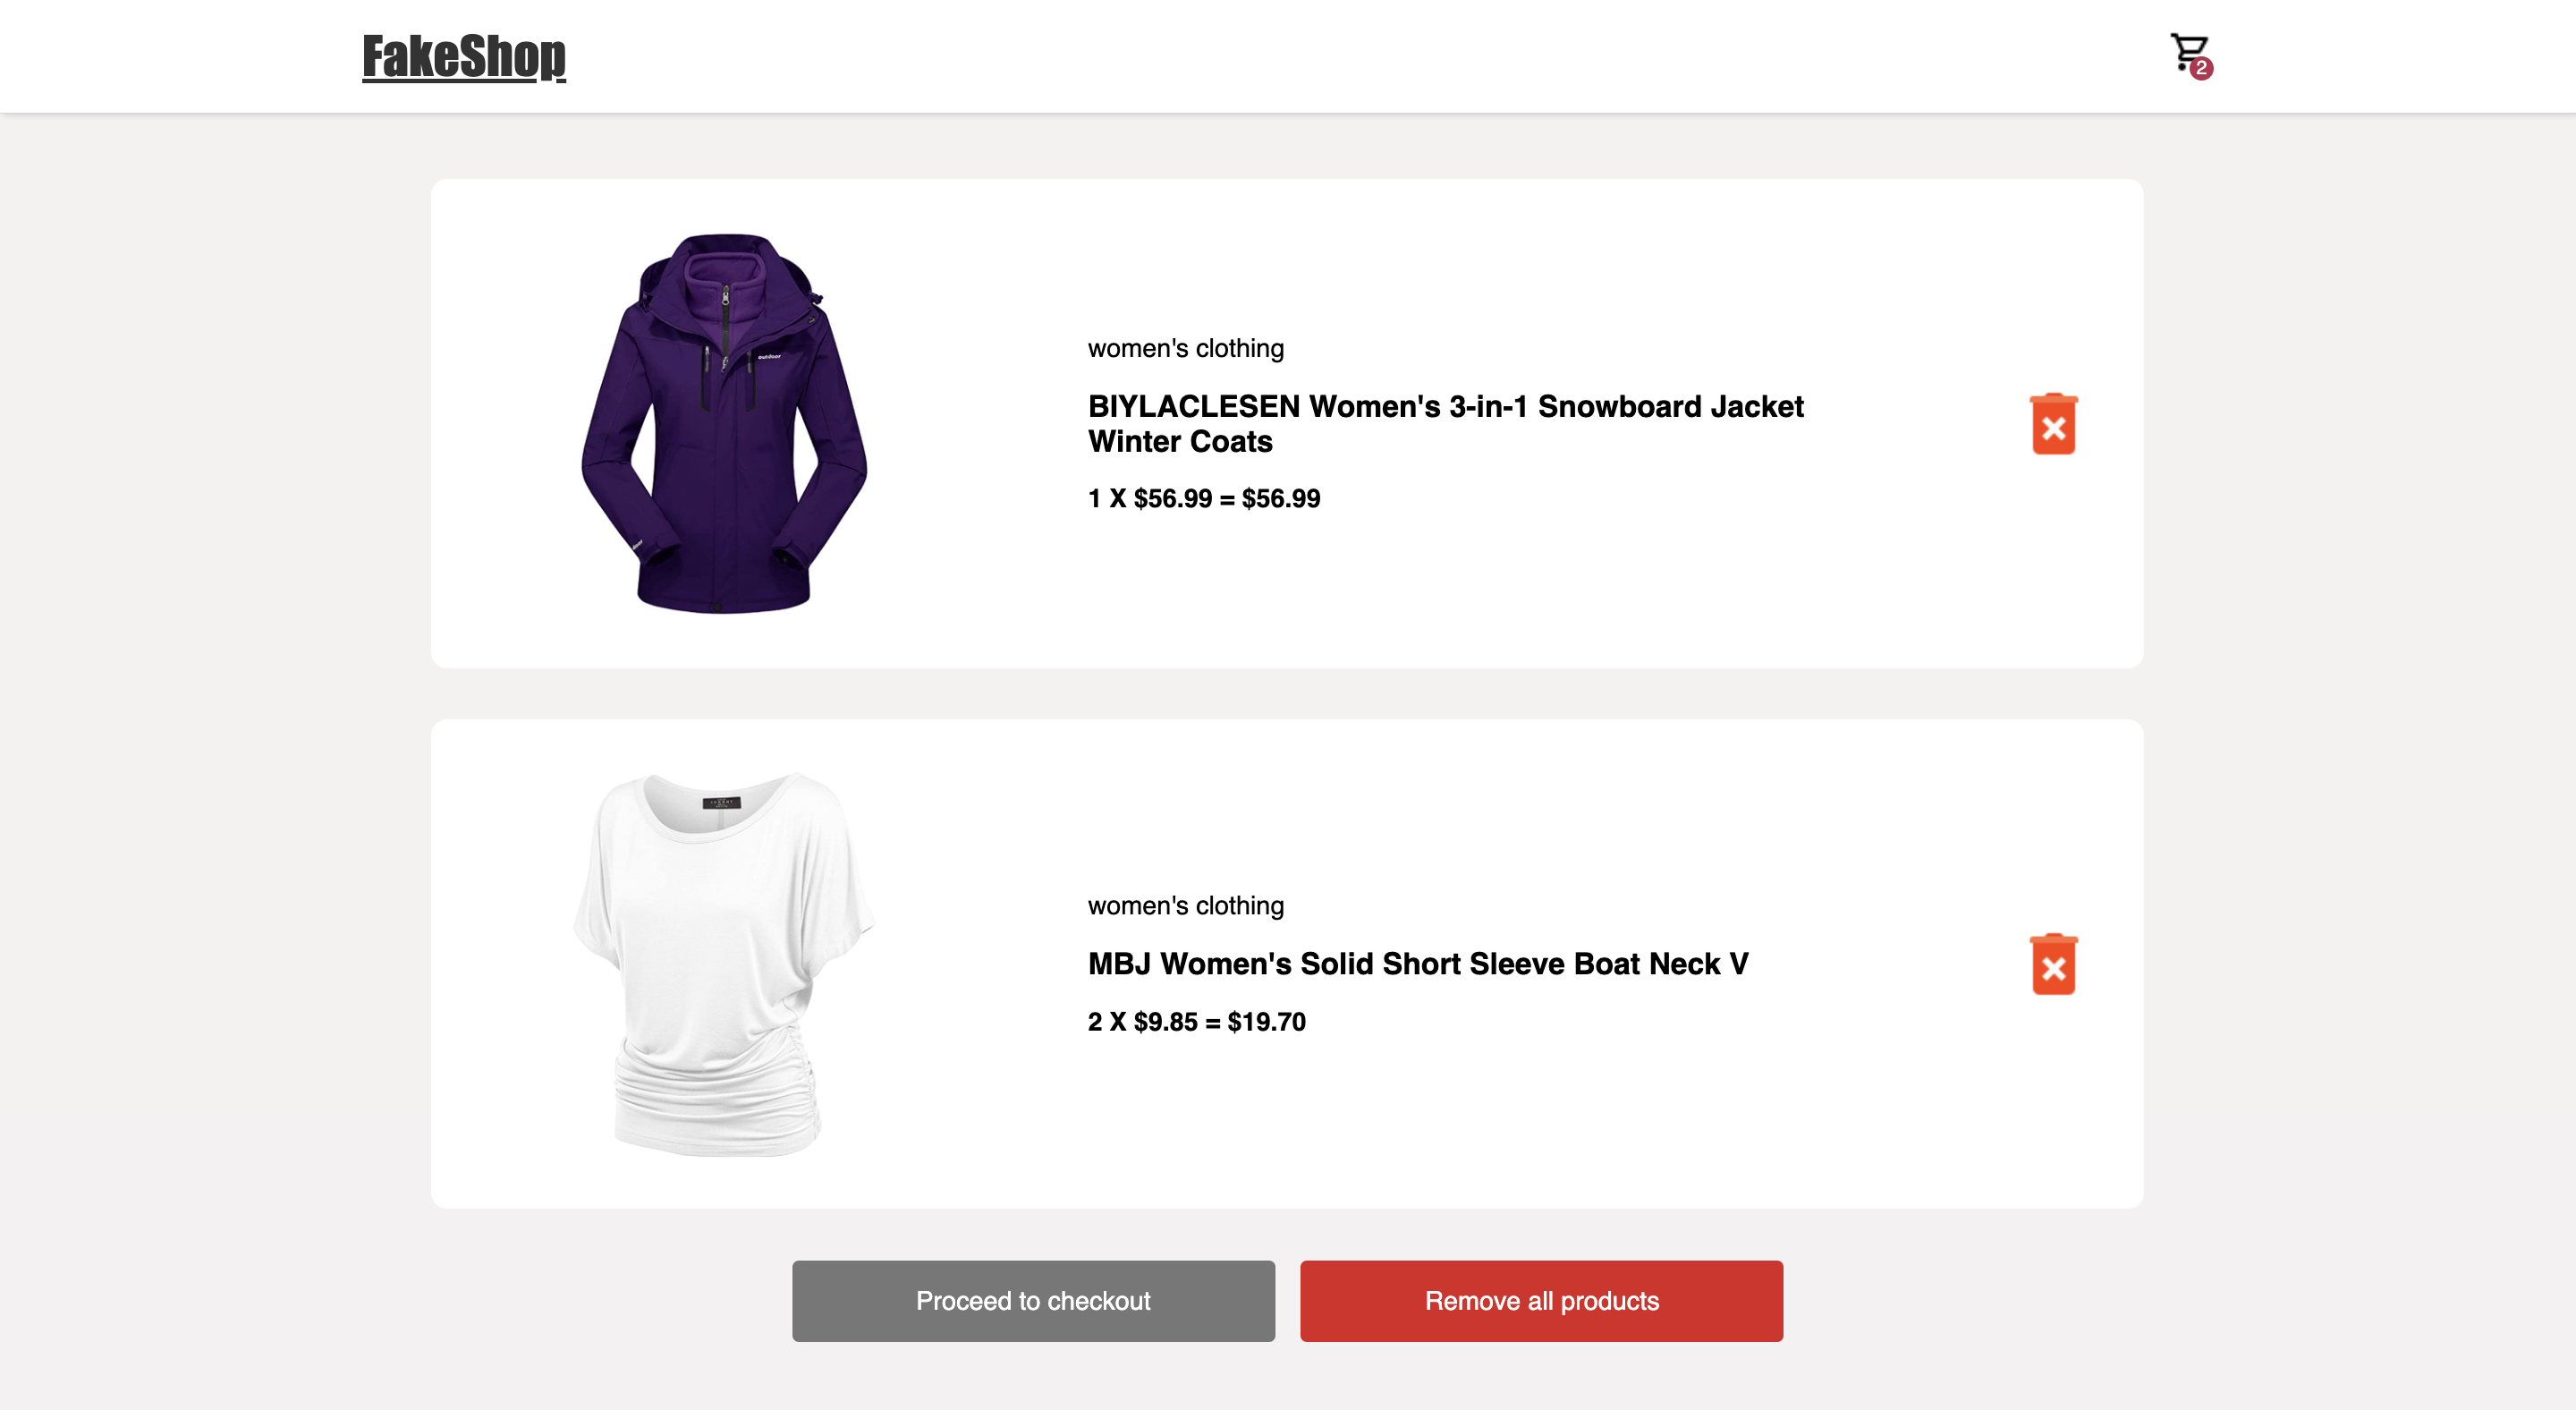 FakeShop
2
outdoor
women's clothing
BIYLACLESEN Women's 3-in-1 Snowboard Jacket
Winter Coats
1 X $56.99 = $56.99
women's clothing
MBJ Women's Solid Short Sleeve Boat Neck V
2 X $9.85 = $19.70
Proceed to checkout
Remove all products